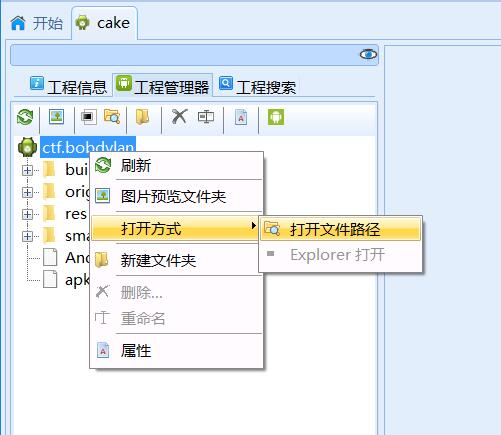 开始
cake
工程信息
工程管理器
工程搜索
ctf.bobdylan
bui
刷新
orig
图片预览文件夹
res
打开方式
打开文件路径
sma
Explorer 打开
And
新建文件夹
apk
删除...
重命名
属性